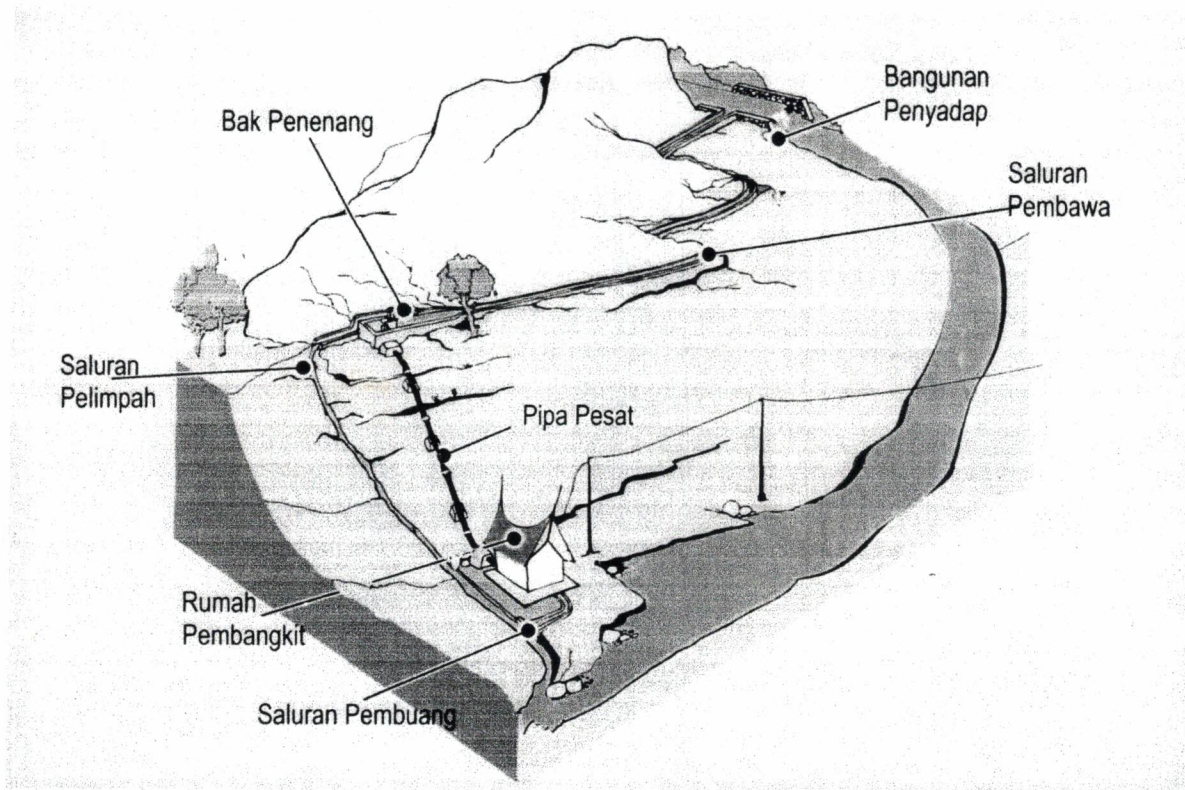 Bangunan
Penyadap
Bak Penenang
Saluran
Pembawa
Saluran
Pelimpah
Pipa Pesat
Rumah
Pembangkit
Saluran Pembuang